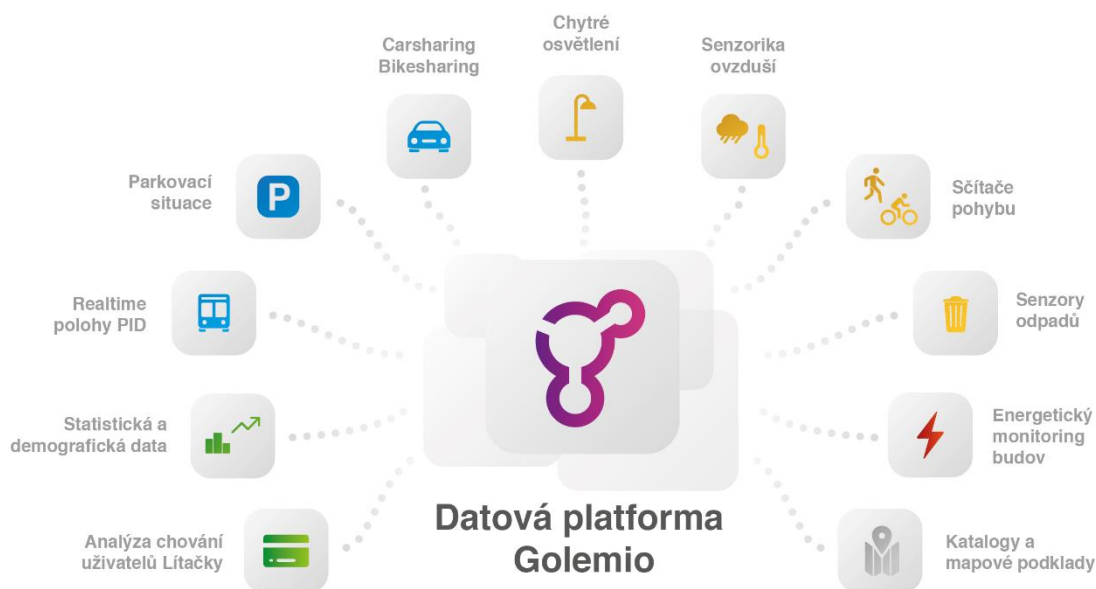 Chytré
osvětlení
Carsharing
Bikesharing
Senzorika
ovzduší
Parkovací
situace
P
Sčítače
pohybu
Realtime
polohy PID
Senzory
odpadů
Statistická a
demografická data
Energetický
monitoring
budov
Analýza chování
uživatelů Lítačky
Datová platforma
Golemio
Katalogy a
mapové podklady